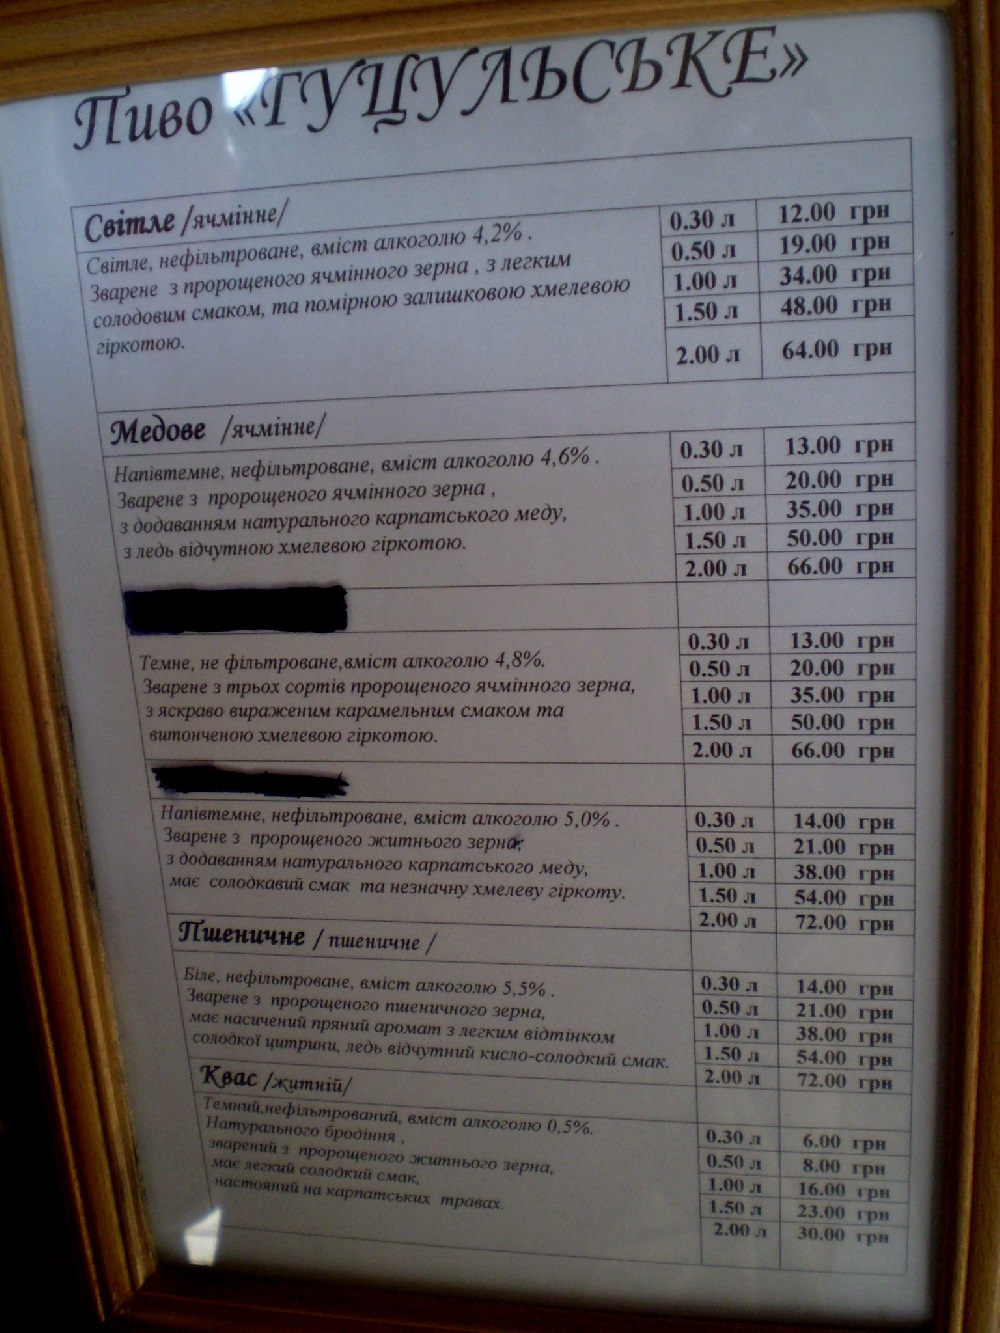 Пиво «ГУЦУЛЬСЬКЕ»
Світле /ячмінне/
Світле, нефільтроване, вміст алкоголю 4,2% .
Зварене з пророщеного ячмінного зерна , з легким
солодовим смаком, та помірною залишковою хмелевою
гіркотою.
0.30 л 12.00 грн
0.50 л 19.00 грн
1.00 л 34.00 грн
1.50 л 48.00 грн
2.00 л 64.00 грн
Медове /ячмінне/
Напівтемне, нефільтроване, вміст алкоголю 4,6% .
Зварене з пророщеного ячмінного зерна ,
з додаванням натурального карпатського меду,
з ледь відчутною хмелевою гіркотою.
0.30 л 13.00 грн
0.50 л 20.00 грн
1.00 л 35.00 грн
1.50 л 50.00 грн
2.00 л 66.00 грн
Темне, не фільтроване,вміст алкоголю 4,8%.
Зварене з трьох сортів пророщеного ячмінного зерна,
з яскраво вираженим карамельним смаком та
витонченою хмелевою гіркотою.
0.30 л 13.00 грн
0.50 л 20.00 грн
1.00 л 35.00 грн
1.50 л 50.00 грн
2.00 л 66.00 грн
Напівтемне, нефільтроване, вміст алкоголю 5,0% .
Зварене з пророщеного житнього зерна,
з додаванням натурального карпатського меду,
має солодкавий смак та незначну хмелеву гіркоту.
0.30 л 14.00 грн
0.50 л 21.00 грн
1.00 л 38.00 грн
1.50 л 54.00 грн
2.00 л 72.00 грн
Пшеничне / пшеничне /
Біле, нефільтроване, вміст алкоголю 5,5% .
Зварене з пророщеного пшеничного зерна,
має насичений пряний аромат з легким відтінком
солодкої цитрини, ледь відчутний кисло-солодкий смак.
0.30 л 14.00 грн
0.50 л 21.00 грн
1.00 л 38.00 грн
1.50 л 54.00 грн
2.00 л 72.00 грн
Квас /житній/
Темний,нефільтрований, вміст алкоголю 0,5%.
Натурального бродіння ,
зварений з пророщеного житнього зерна,
має легкий солодкий смак,
настояний на карпатських травах.
0.30 л 6.00 грн
0.50 л 8.00 грн
1.00 л 16.00 грн
1.50 л 23.00 грн
2.00 л 30.00 грн